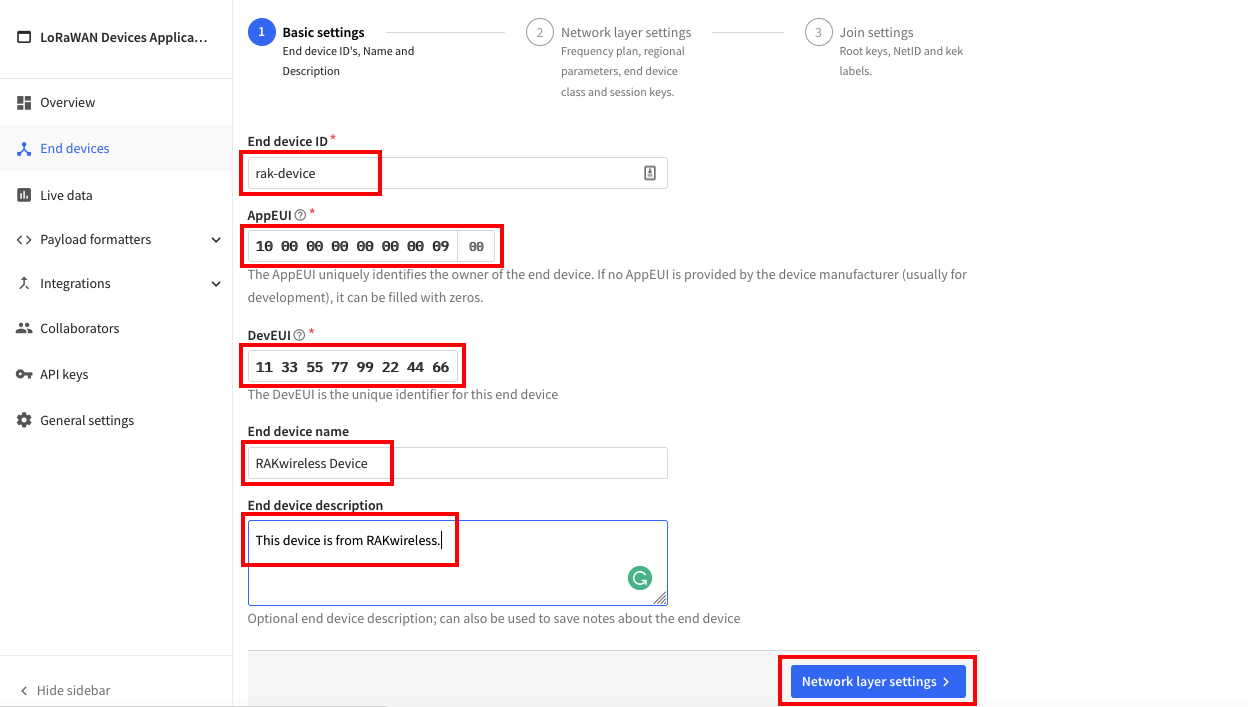 LoRaWAN Devices Applica...
Overview
End devices
Live data
Payload formatters
Integrations
Collaborators
API keys
General settings
Hide sidebar
1 Basic settings
End device ID's, Name and
Description
2 Network layer settings
Frequency plan, regional
parameters, end device
class and session keys.
3 Join settings
Root keys, NetID and kek
labels.
End device ID *
rak-device
AppEUI ? *
10 00 00 00 00 00 00 09 00
The AppEUI uniquely identifies the owner of the end device. If no AppEUI is provided by the device manufacturer (usually for
development), it can be filled with zeros.
DevEUI ? *
11 33 55 77 99 22 44 66
The DevEUI is the unique identifier for this end device
End device name
RAKwireless Device
End device description
This device is from RAKwireless.
Optional end device description; can also be used to save notes about the end device
Network layer settings >